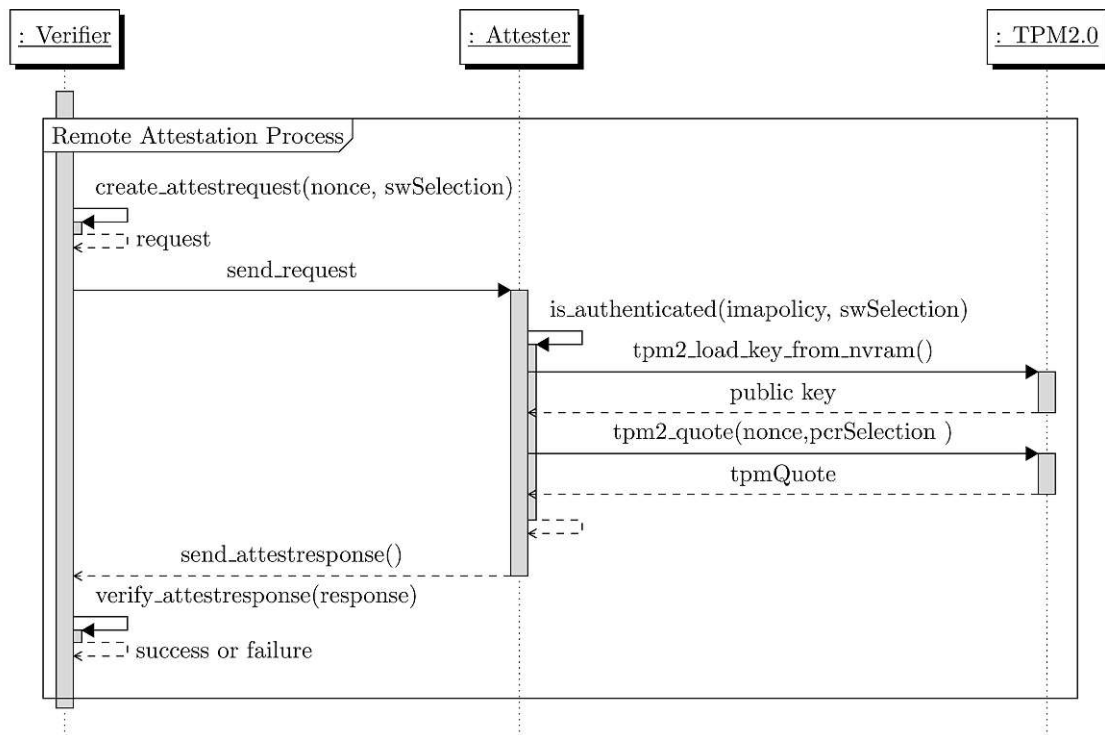 : Verifier
: Attester
: TPM2.0
Remote Attestation Process
create_attestrequest(nonce, swSelection)
request
send_request
is_authenticated(imapolicy, swSelection)
tpm2_load_key_from_nvram()
public key
tpm2_quote(nonce,pcrSelection )
tpmQuote
send_attestresponse()
verify_attestresponse(response)
success or failure